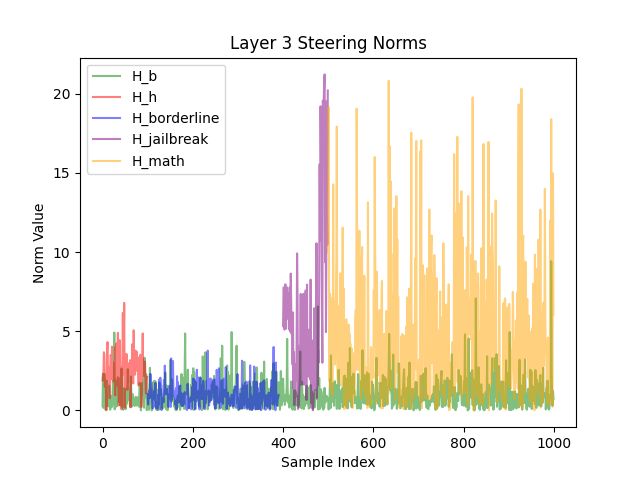 Layer 3 Steering Norms
H_b
H_h
H_borderline
H_jailbreak
H_math
Norm Value
20
15
10
5
0
0 200 400 600 800 1000
Sample Index